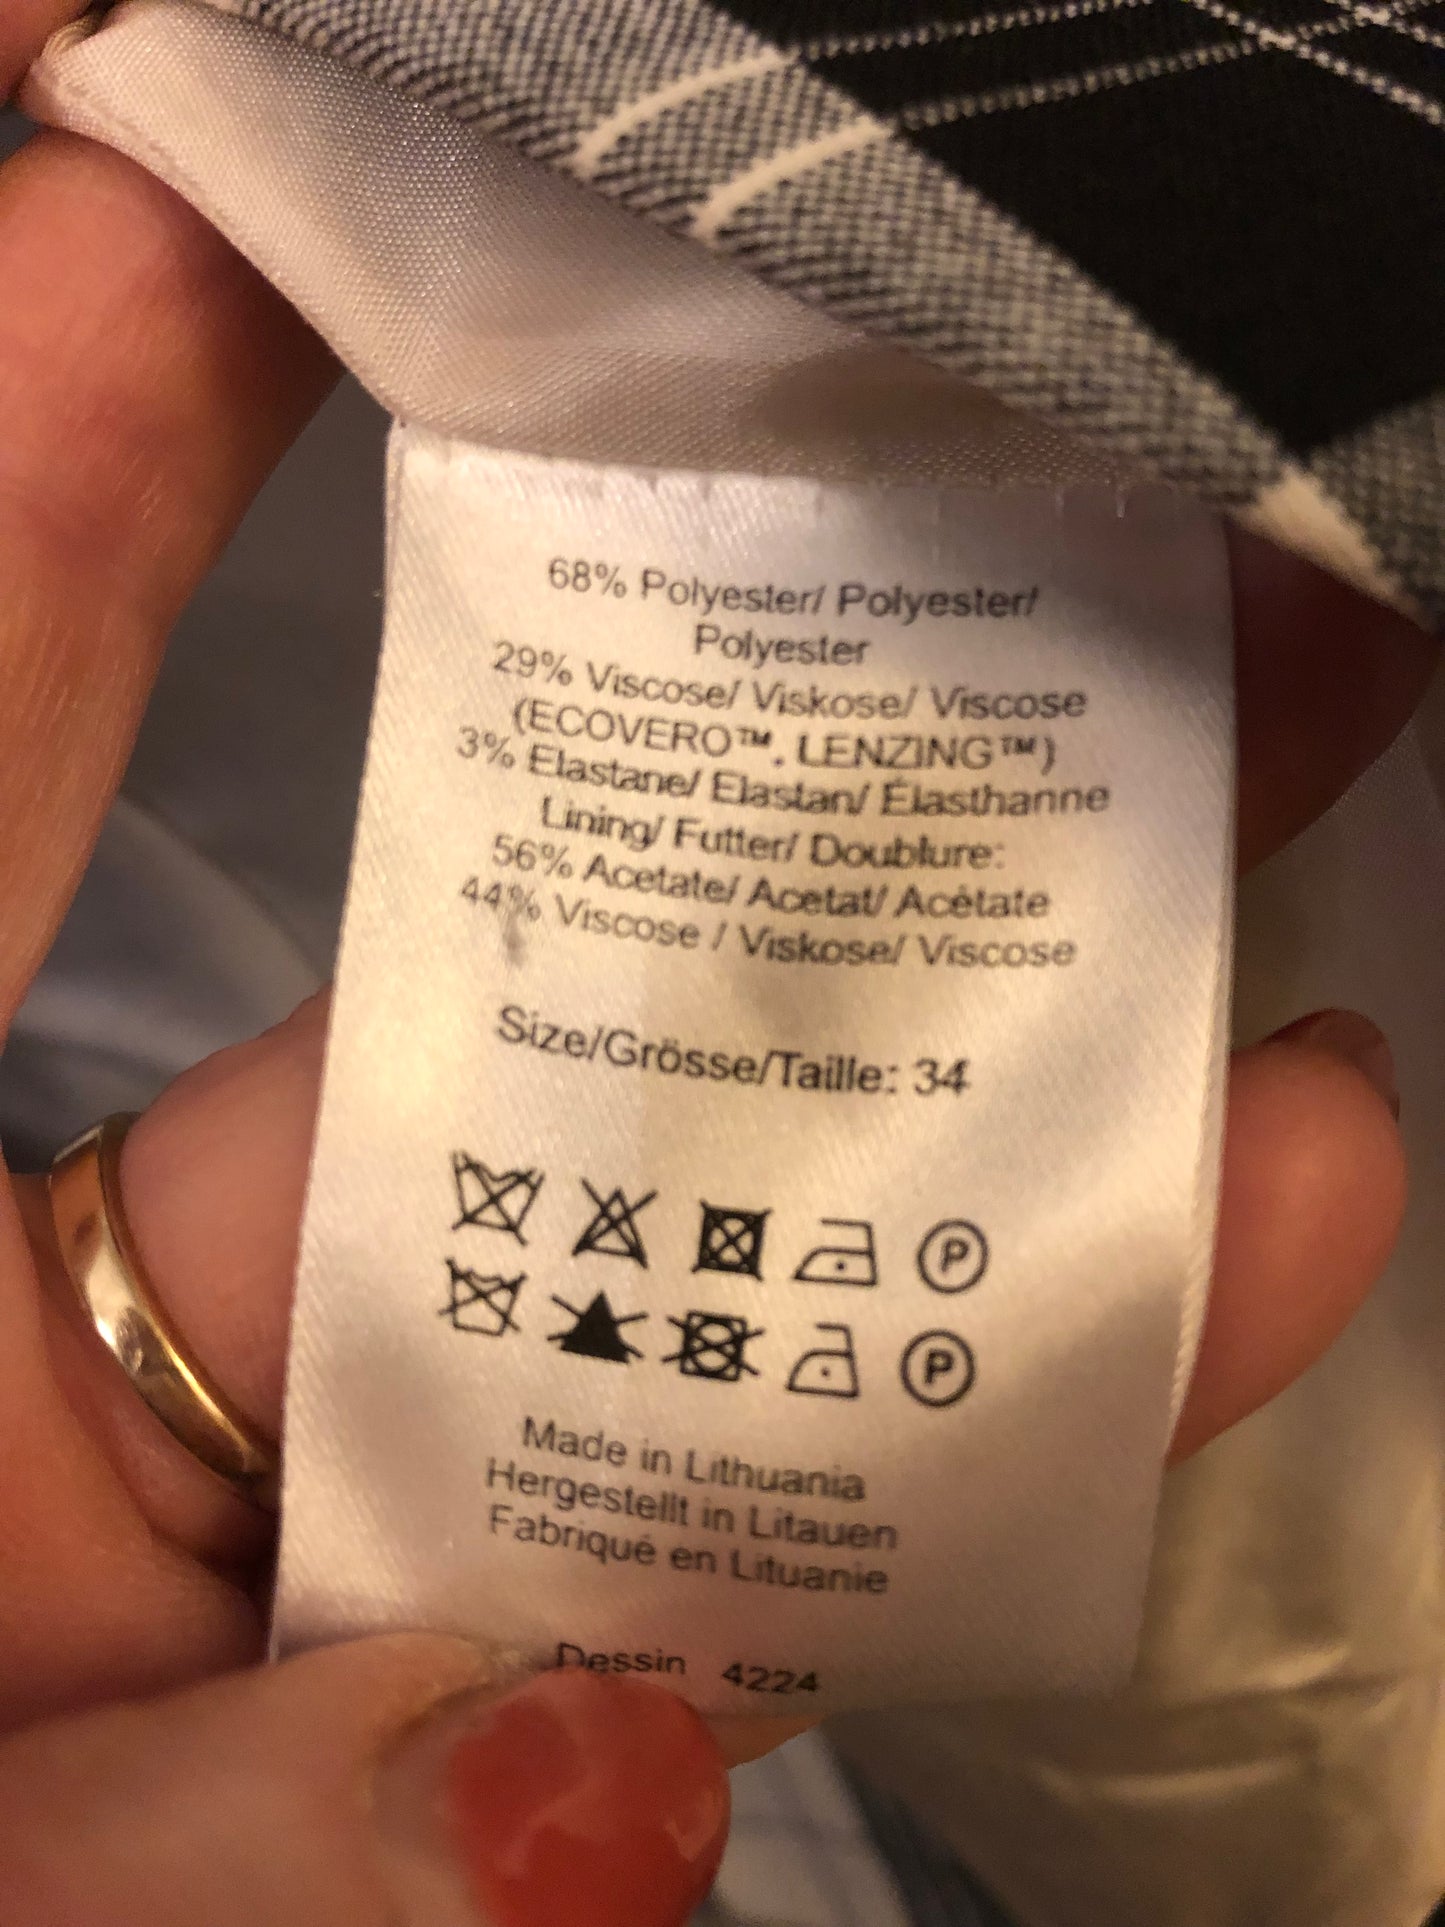 68% Polyester/ Polyester/
Polyester
29% Viscose/ Viskose/ Viscose
(ECOVERO™, LENZING™)
3% Elastane/ Elastan/ Élasthanne
Lining/ Futter/ Doublure:
56% Acetate/ Acetat/ Acétate
44% Viscose / Viskose/ Viscose
Size/Grösse/Taille: 34
P
P
Made in Lithuania
Hergestellt in Litauen
Fabriqué en Lituanie
Dessin 4224